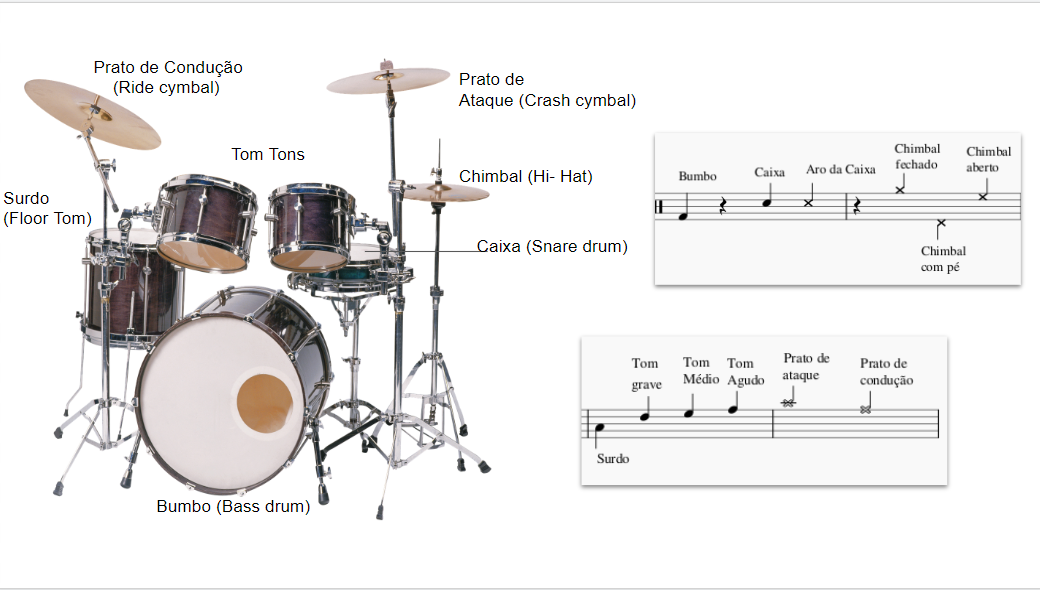 Prato de Condução
(Ride cymbal)
Prato de
Ataque (Crash cymbal)
Tom Tons
Chimbal (Hi- Hat)
Surdo
(Floor Tom)
Caixa (Snare drum)
Bumbo (Bass drum)
Bumbo
Caixa
Aro da Caixa
Chimbal
fechado
Chimbal
aberto
Chimbal
com pé
Tom
grave
Tom
Médio
Tom
Agudo
Prato de
ataque
Prato de
condução
Surdo